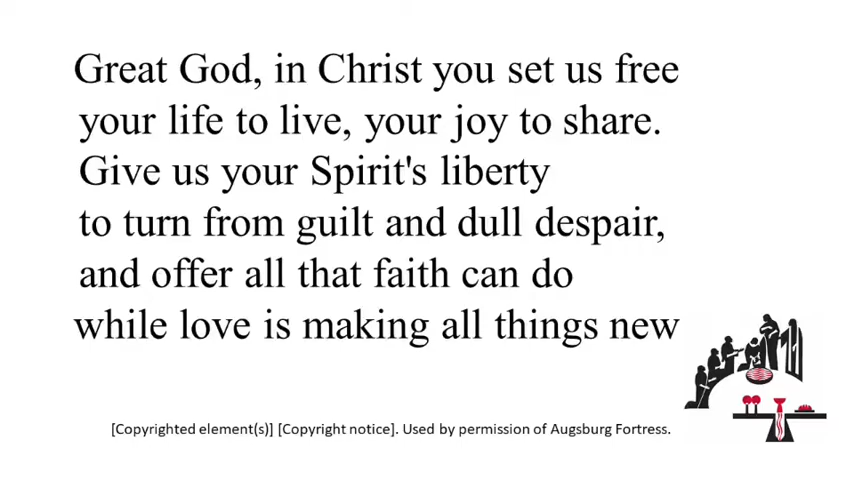 Great God, in Christ you set us free
your life to live, your joy to share.
Give us your Spirit's liberty
to turn from guilt and dull despair,
and offer all that faith can do
while love is making all things new
[Copyrighted element(s)] [Copyright notice]. Used by permission of Augsburg Fortress.